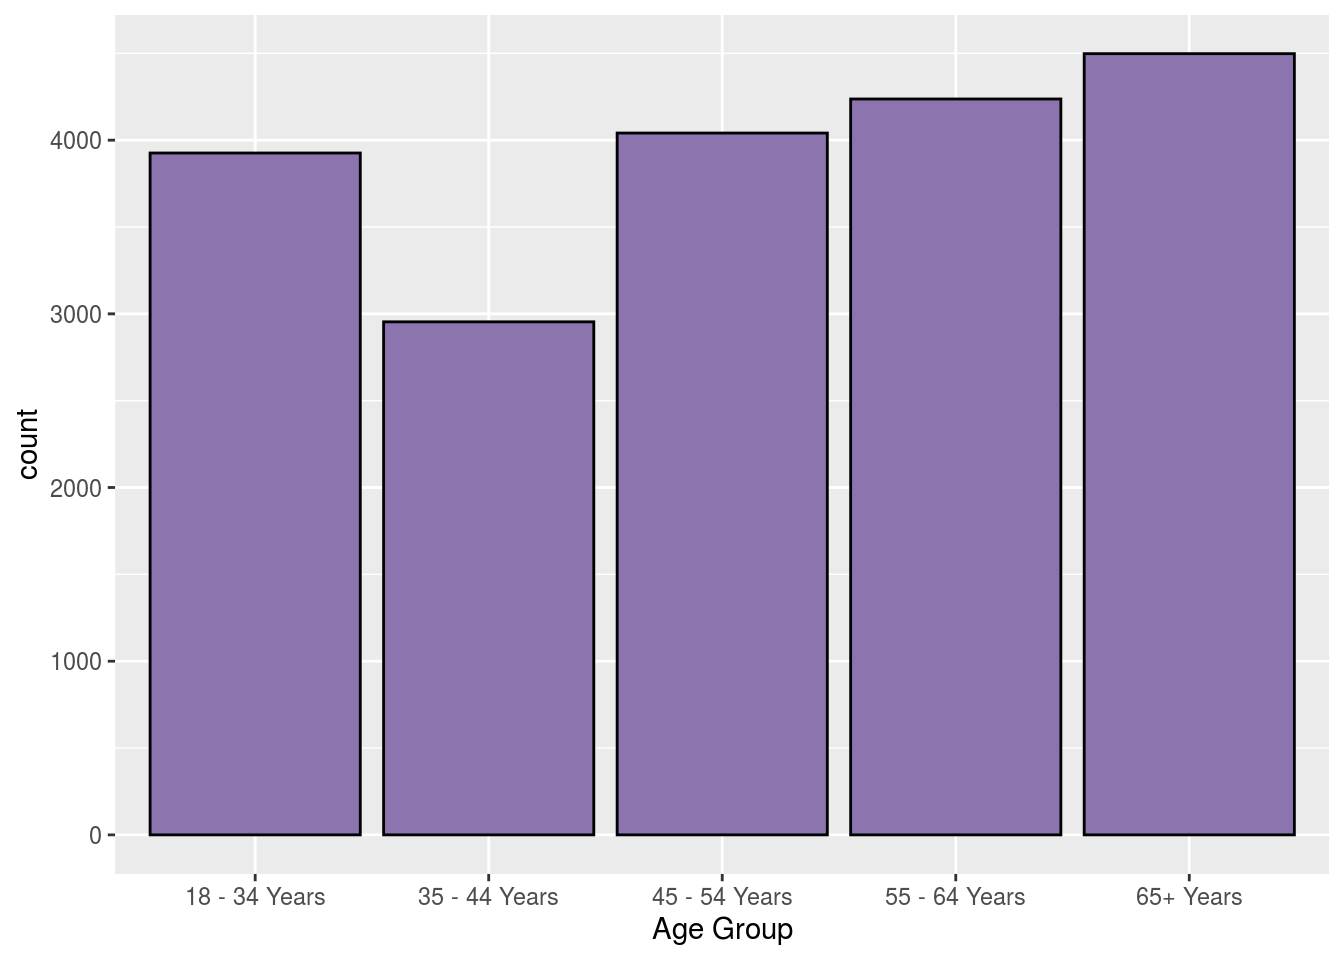 count
4000
3000
2000
1000
0
18 - 34 Years
35 - 44 Years
45 - 54 Years
55 - 64 Years
65+ Years
Age Group